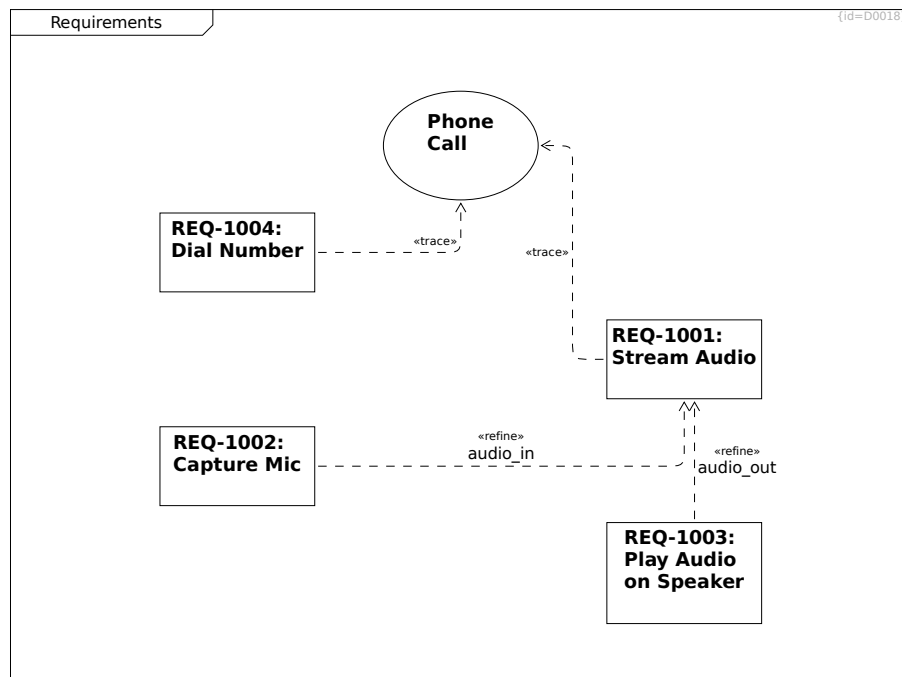 Requirements
{id=D0018}
Phone
Call
REQ-1004:
Dial Number
«trace»
«trace»
REQ-1001:
Stream Audio
REQ-1002:
Capture Mic
«refine»
audio_in
«refine»
audio_out
REQ-1003:
Play Audio
on Speaker